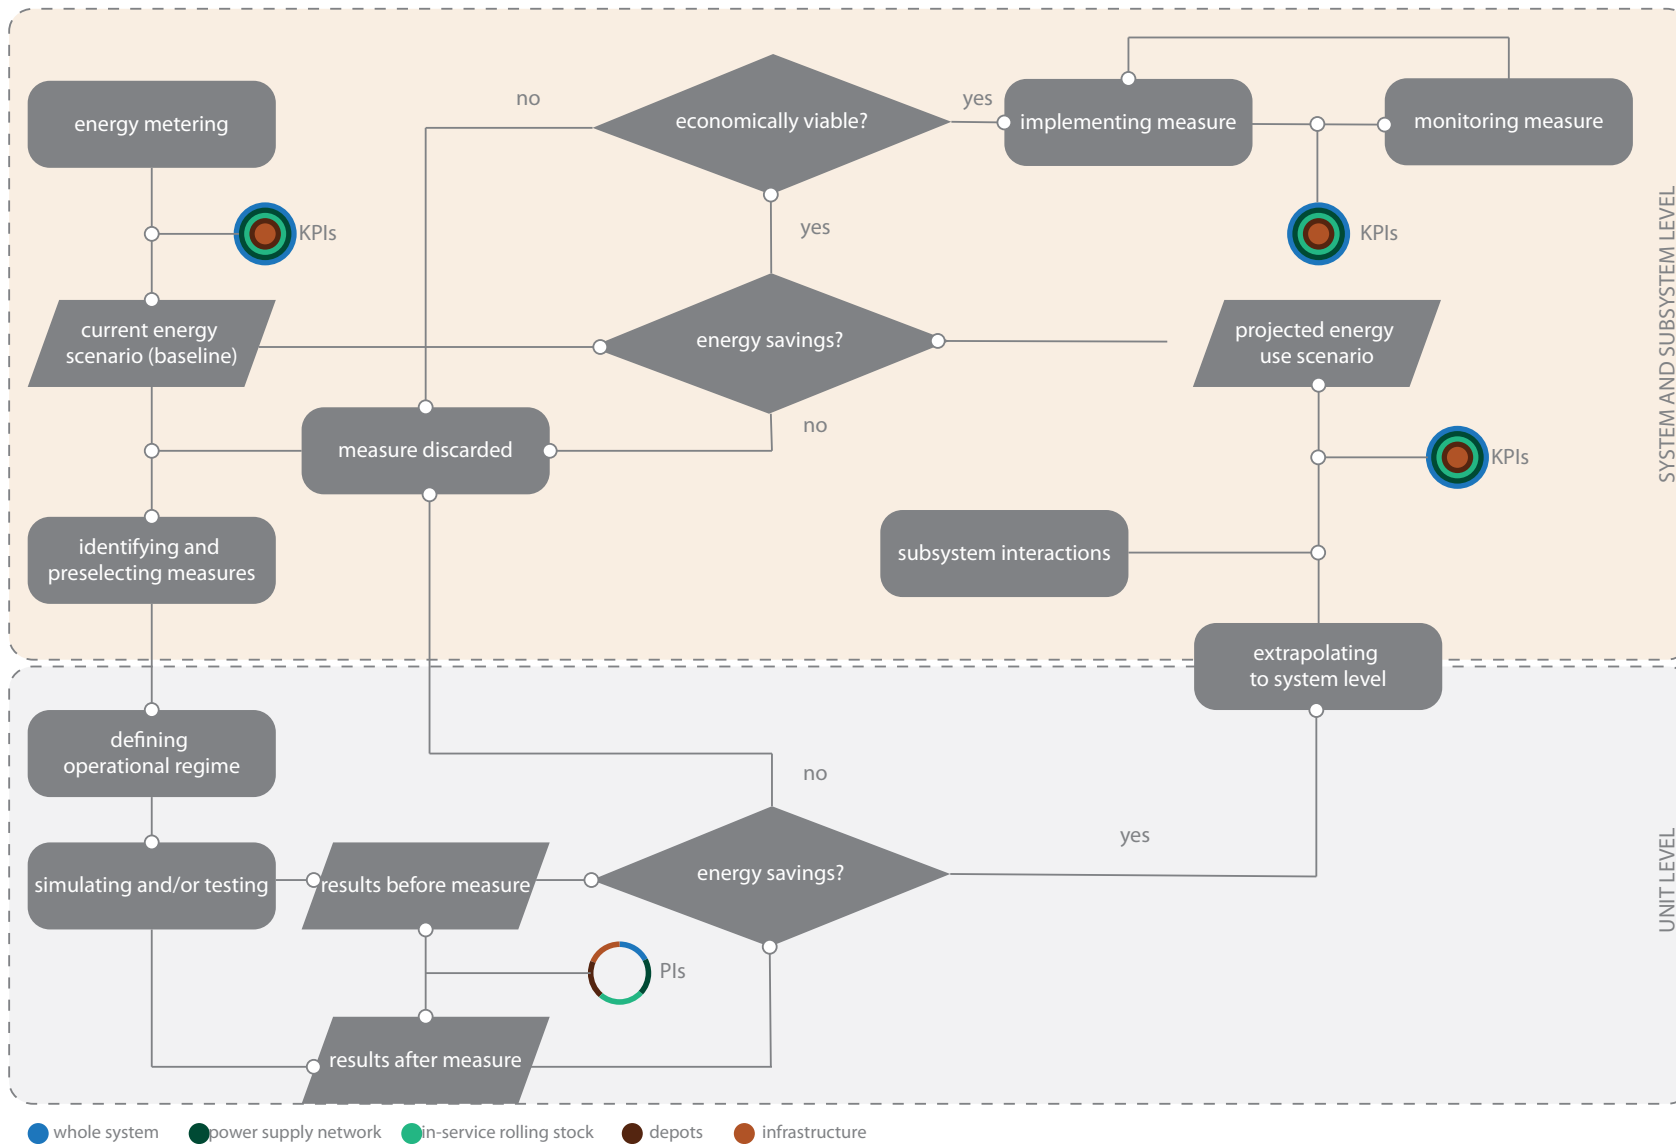 no
yes
energy metering
economically viable?
implementing measure
monitoring measure
KPIs
yes
KPIs
current energy
scenario (baseline)
energy savings?
projected energy
use scenario
no
measure discarded
KPIs
identifying and
preselecting measures
subsystem interactions
extrapolating
to system level
SYSTEM AND SUBSYSTEM LEVEL
defining
operational regime
no
yes
simulating and/or testing
results before measure
energy savings?
PIs
results after measure
UNIT LEVEL
whole system
power supply network
in-service rolling stock
depots
infrastructure